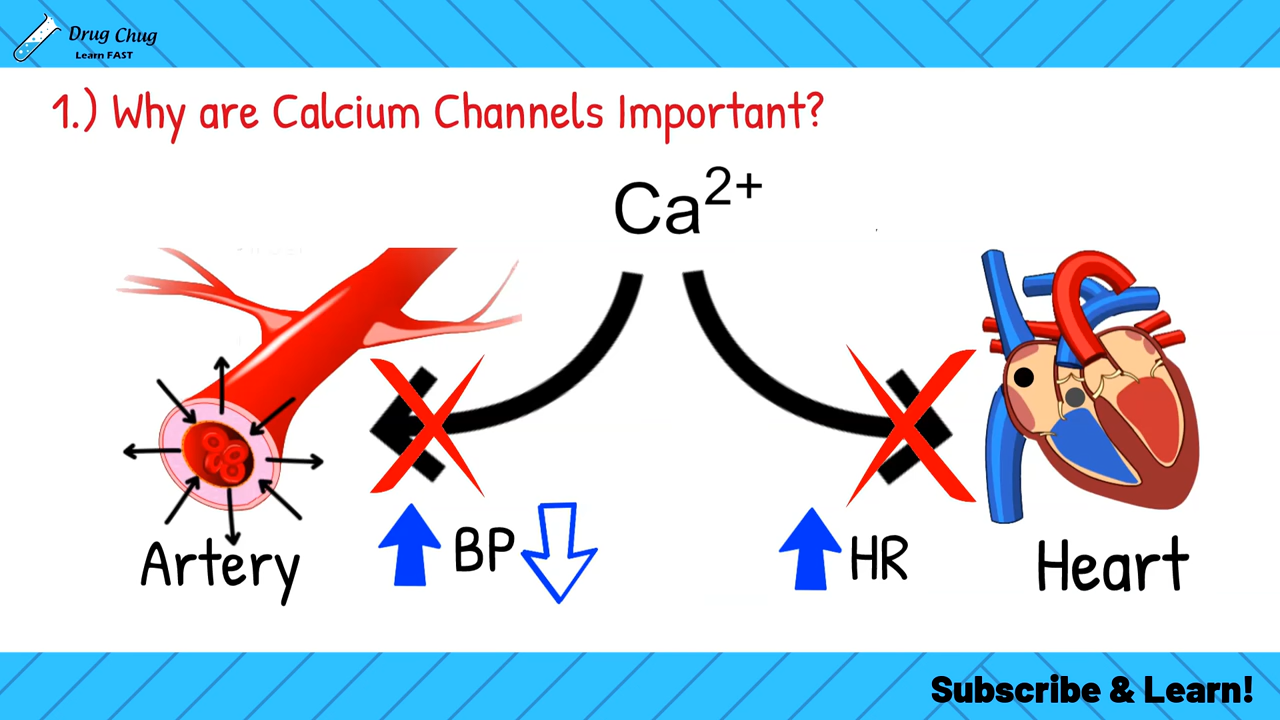 Drug Chug
Learn FAST
1.) Why are Calcium Channels Important?
Ca²⁺
BP
HR
Artery
Heart
Subscribe & Learn!